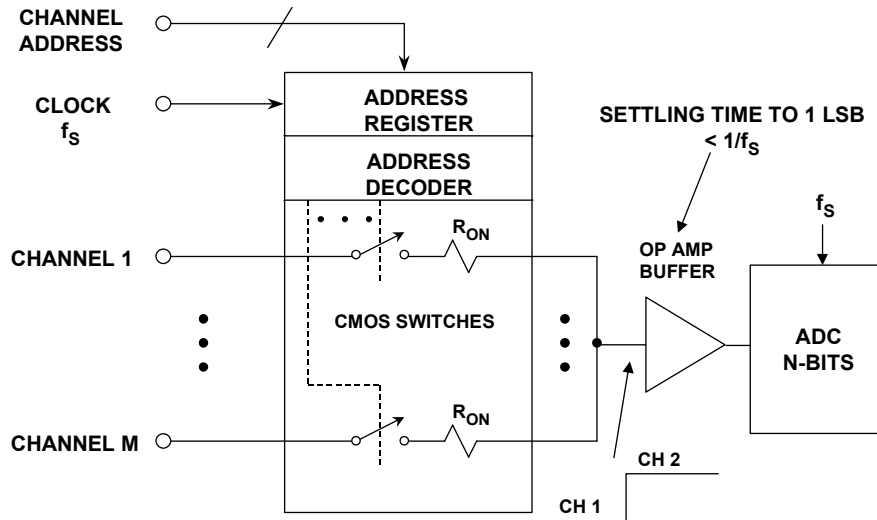 CHANNEL
ADDRESS
CLOCK
fS
ADDRESS
REGISTER
ADDRESS
DECODER
SETTLING TIME TO 1 LSB
< 1/fS
fS
RON
CHANNEL 1
OP AMP
BUFFER
CMOS SWITCHES
ADC
N-BITS
RON
CHANNEL M
CH 2
CH 1